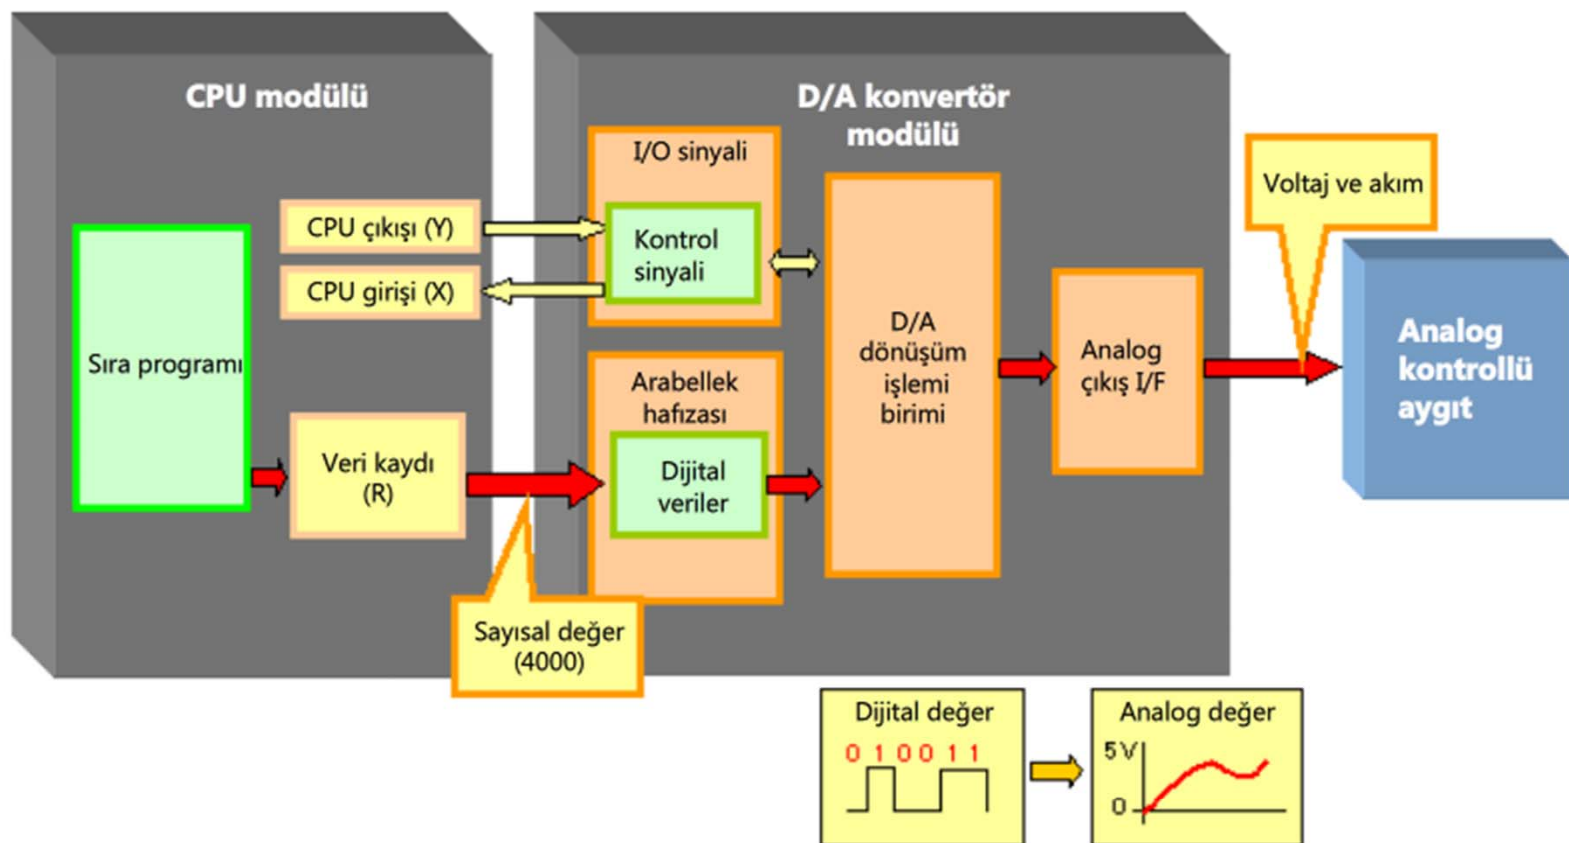 CPU modülü
D/A konvertör
modülü
I/O sinyali
Voltaj ve akım
CPU çıkışı (Y)
Kontrol
sinyali
CPU girişi (X)
Sıra programı
D/A
dönüşüm
işlemi
birimi
Analog
çıkış I/F
Analog
kontrollü
aygıt
Arabellek
hafızası
Veri kaydı
(R)
Dijital
veriler
Sayısal değer
(4000)
Dijital değer
0 1 0 0 1 1
Analog değer
5 V
0